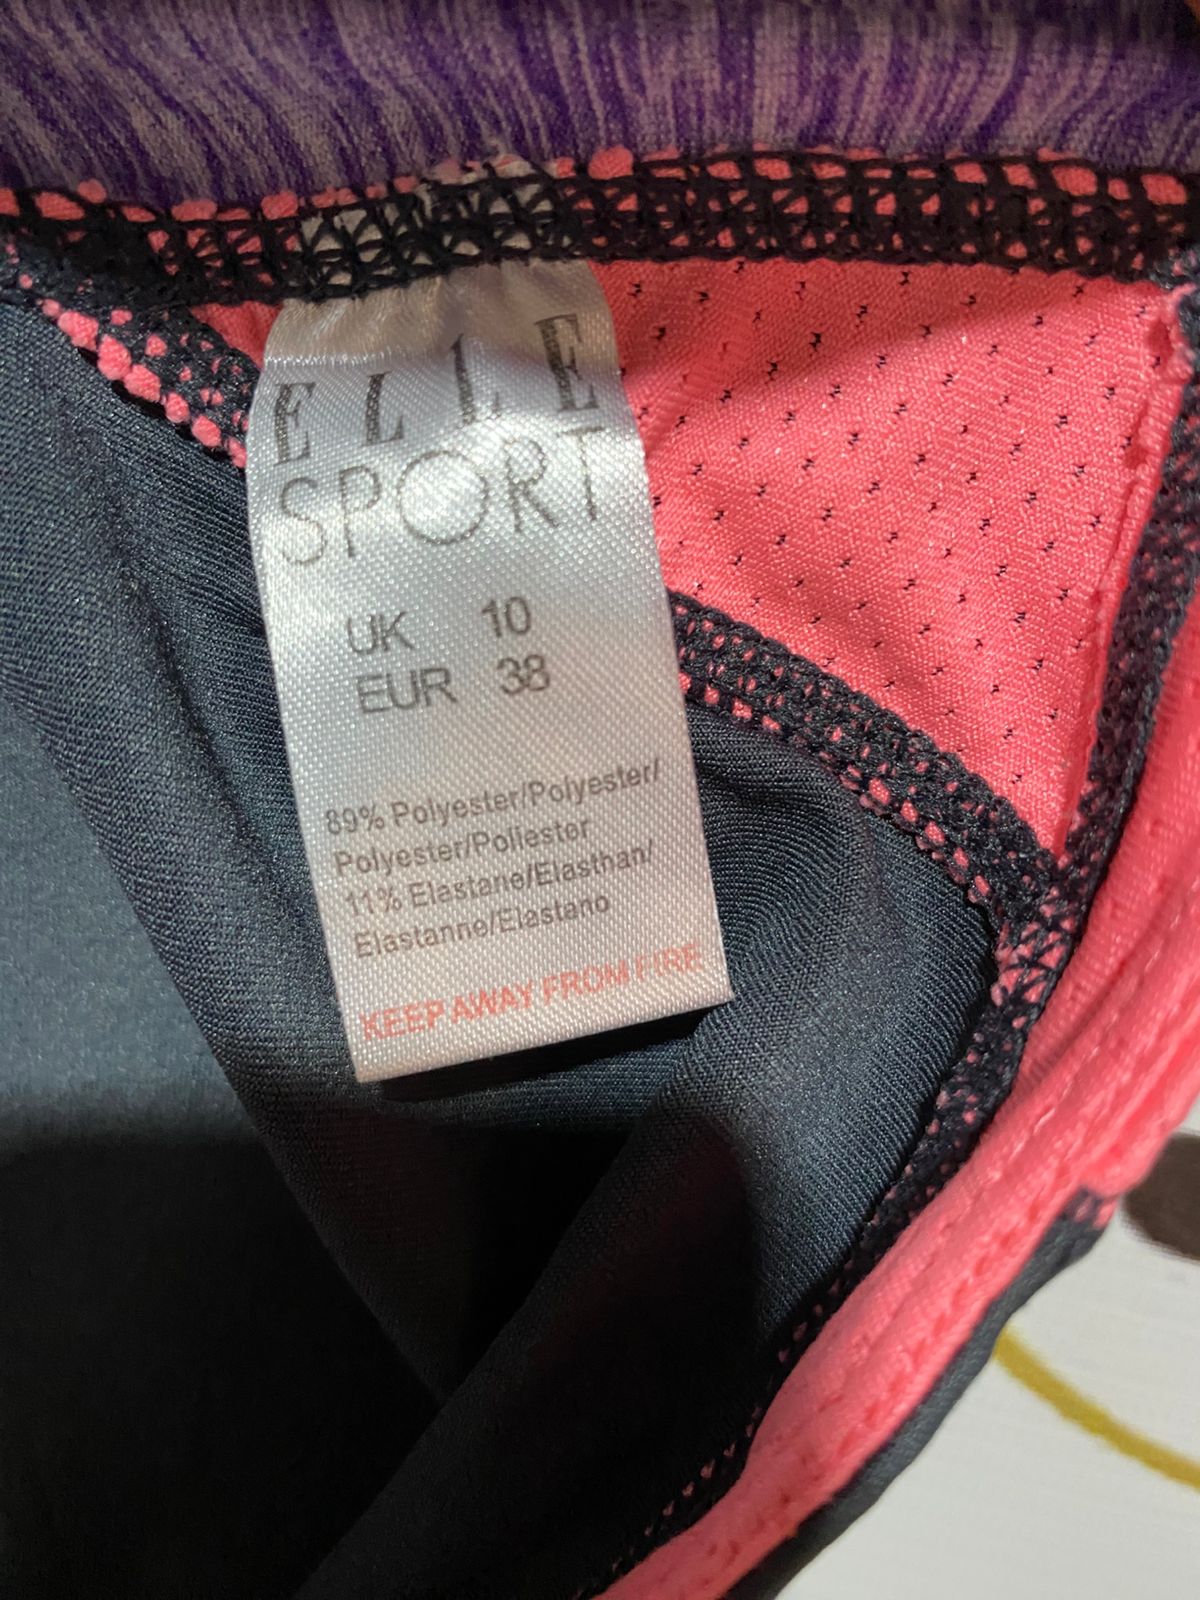 ELLE
SPORT
UK 10
EUR 38
89% Polyester/Polyester/
Polyester/Poliester
11% Elastane/Elasthan/
Elastanne/Elastano
KEEP AWAY FROM FIRE